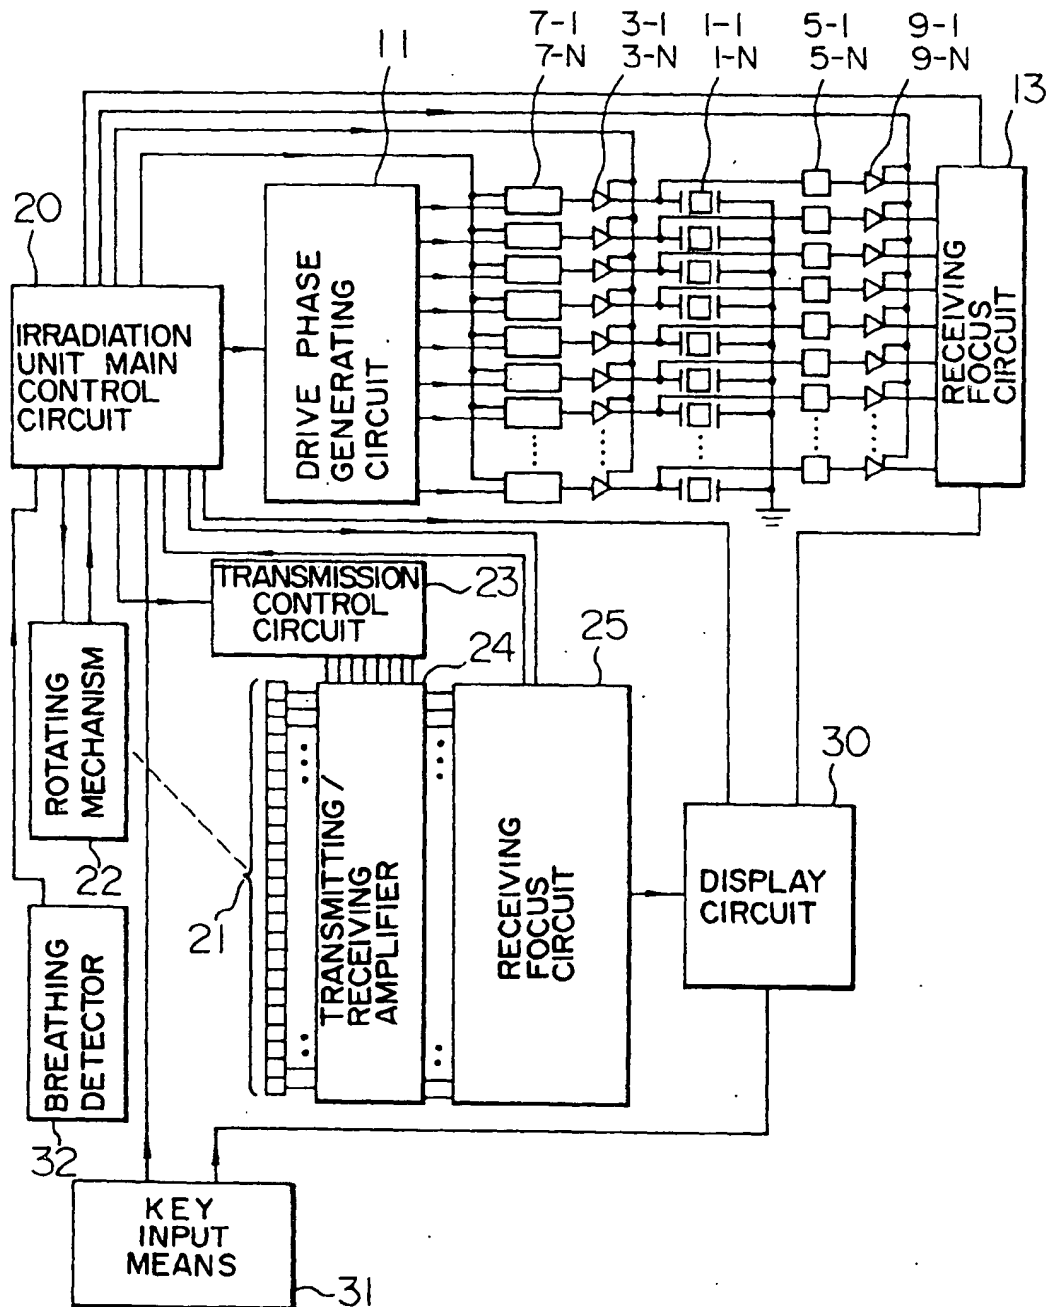 7-1 3-1 1-1 5-1 9-1
11 7-N 3-N 1-N 5-N 9-N
13
20
IRRADIATION
UNIT MAIN
CONTROL
CIRCUIT
DRIVE PHASE
GENERATING
CIRCUIT
RECEIVING
FOCUS
CIRCUIT
TRANSMISSION
CONTROL
CIRCUIT
23
24
25
ROTATING
MECHANISM
22
21
TRANSMITTING/
RECEIVING
AMPLIFIER
RECEIVING
FOCUS
CIRCUIT
30
DISPLAY
CIRCUIT
BREATHING
DETECTOR
32
KEY
INPUT
MEANS
31